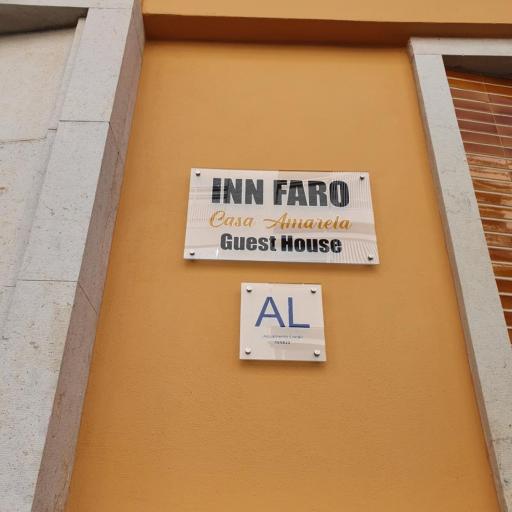 INN FARO
Casa Amarela
Guest House
AL